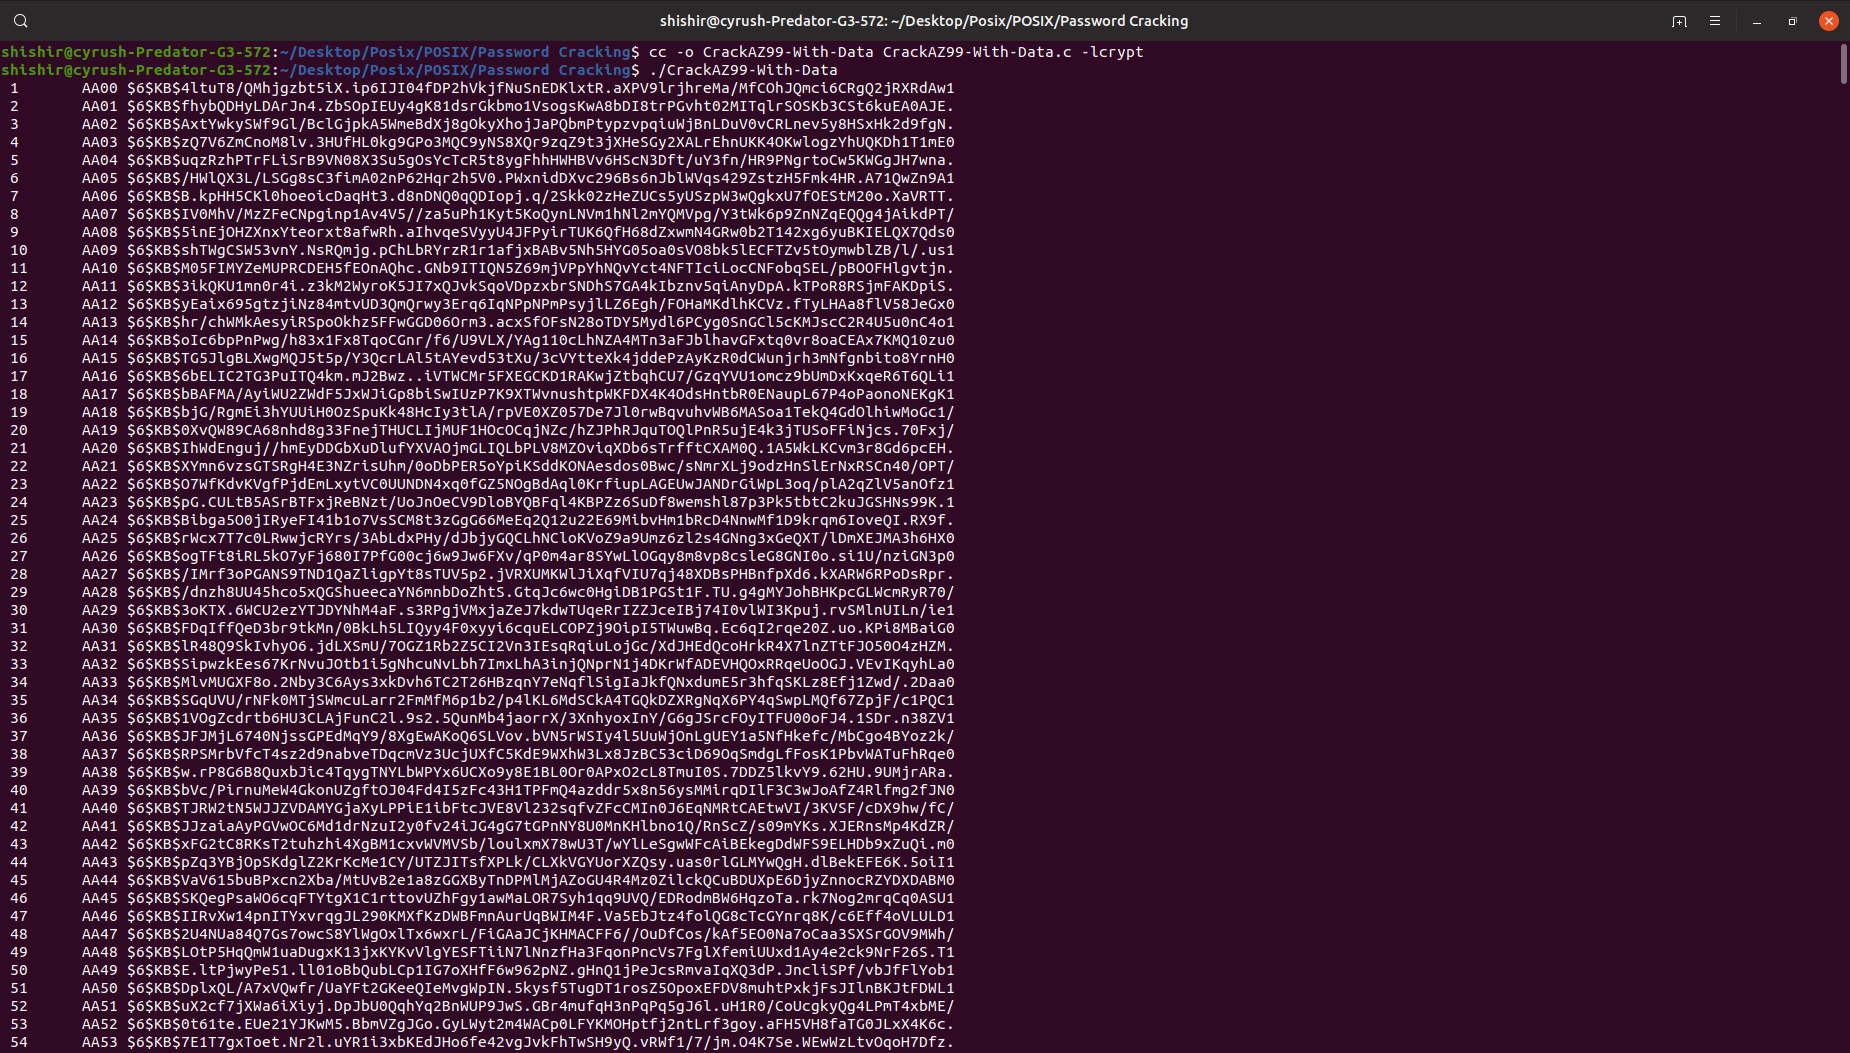 shishir@cyrush-Predator-G3-572: ~/Desktop/Posix/POSIX/Password Cracking
shishir@cyrush-Predator-G3-572:~/Desktop/Posix/POSIX/Password Cracking$ cc -o CrackAZ99-With-Data CrackAZ99-With-Data.c -lcrypt
shishir@cyrush-Predator-G3-572:~/Desktop/Posix/POSIX/Password Cracking$ ./CrackAZ99-With-Data
1 AA00 $6$KB$4ltuT8/QMhjgzbt5iX.ip6IJI04fDP2hVkjfNuSnEDKlxtR.aXPV9lrjhreMa/MfCOhJQmci6CRgQ2jRXRdAw1
2 AA01 $6$KB$fhybQDHyLDArJn4.ZbSOpIEUy4gK81dsrGkbmo1VsogsKwA8bDI8trPGvht02MITqlrSOSKb3CSt6kuEA0AJE.
3 AA02 $6$KB$AxtYwkySWf9Gl/BclGjpkA5WmeBdXj8gOkyXhojJaPQbmPtypzvpqiuWjBnLDuV0vCRLnev5y8HSxHk2d9fgN.
4 AA03 $6$KB$zQ7V6ZmCnoM8lv.3HUfHL0kg9GPo3MQC9yNS8XQr9zqZ9t3jXHeSGy2XALrEhnUKK4OKwlogzYhUQKDh1T1mE0
5 AA04 $6$KB$uqzRzhPTrFLiSrB9VN08X3Su5gOsYcTcR5t8ygFhhHWHBVv6HScN3Dft/uY3fn/HR9PNgrtoCw5KWGgJH7wna.
6 AA05 $6$KB$/HWlQX3L/LSGg8sC3fimA02nP62Hqr2h5V0.PWxnidDXvc296Bs6nJblWVqs429ZstzH5Fmk4HR.A71QwZn9A1
7 AA06 $6$KB$B.kpHH5CKl0hoeoicDaqHt3.d8nDNQ0qQDIopj.q/2Skk02zHeZUCs5yUSzpW3wQgkxU7fOEStM20o.XaVRTT.
8 AA07 $6$KB$IV0MhV/MzZFeCNpginp1Av4V5//za5uPh1Kyt5KoQynLNVm1hNl2mYQMVpg/Y3tWk6p9ZnNZqEQQg4jAikdPT/
9 AA08 $6$KB$5inEjOHZXnxYteorxt8afwRh.aIhvqeSVyyU4JFPyirTUK6QfH68dZxwmN4GRw0b2T142xg6yuBKIELQX7Qds0
10 AA09 $6$KB$shTWgCSW53vnY.NsRQmjg.pChLbRYrzR1r1afjxBABv5Nh5HYG05oa0sVO8bk5lECFTZv5tOymwblZB/l/.us1
11 AA10 $6$KB$M05FIMYZeMUPRCDEH5fEOnAQhc.GNb9ITIQN5Z69mjVPpYhNQvYct4NFTIciLocCNFobqSEL/pBOOFHlgvtjn.
12 AA11 $6$KB$3ikQKU1mn0r4i.z3kM2WyroK5JI7xQJvkSqoVDpzxbrSNDhS7GA4kIbznv5qiAnyDpA.kTPoR8RSjmFAKDpiS.
13 AA12 $6$KB$yEaix695gtzjiNz84mtvUD3QmQrwy3Erq6IqNPpNPmPsyjlLZ6Egh/FOHaMKdlhKCVz.fTyLHAa8flV58JeGx0
14 AA13 $6$KB$hr/chWMkAesyiRSpoOkhz5FFwGGD06Orm3.acxSfOFsN28oTDY5Mydl6PCyg0SnGCl5cKMJscC2R4U5u0nC4o1
15 AA14 $6$KB$oIc6bpPnPwg/h83x1Fx8TqoCGnr/f6/U9VLX/YAg110cLhNZA4MTn3aFJblhavGFxtq0vr8oaCEAx7KMQ10zu0
16 AA15 $6$KB$TG5JlgBLXwgMQJ5t5p/Y3QcrLAl5tAYevd53tXu/3cVYtteXk4jddePzAyKzR0dCWunjrh3mNfgnbito8YrnH0
17 AA16 $6$KB$6bELIC2TG3PuITQ4km.mJ2Bwz..iVTWCMr5FXEGCKD1RAKwjZtbqhCU7/GzqYVU1omcz9bUmDxKxqeR6T6QLi1
18 AA17 $6$KB$bBAFMA/AyiWU2ZWdF5JxWJiGp8biSwIUzP7K9XTWvnushtpWKFDX4K4OdsHntbR0ENaupL67P4oPaonoNEKgK1
19 AA18 $6$KB$bjG/RgmEi3hYUUiH0OzSpuKk48HcIy3tlA/rpVE0XZ057De7Jl0rwBqvuhvWB6MASoa1TekQ4GdOlhiwMoGc1/
20 AA19 $6$KB$0XvQW89CA68nhd8g33FnejTHUCLIjMUF1HOcOCqjNZc/hZJPhRJquTOQlPnR5ujE4k3jTUSoFFiNjcs.70Fxj/
21 AA20 $6$KB$IhWdEnguj//hmEyDDGbXuDlufYXVAOjmGLIQLbPLV8MZOviqXDb6sTrfftCXAM0Q.1A5WkLKCvm3r8Gd6pcEH.
22 AA21 $6$KB$XYmn6vzsGTSRgH4E3NZrisUhm/0oDbPER5oYpiKSddKONAesdos0Bwc/sNmrXLj9odzHnSlErNxRSCn40/OPT/
23 AA22 $6$KB$O7WfKdvKVgfPjdEmLxytVC0UUNDN4xq0fGZ5NOgBdAql0KrfiupLAGEUwJANDrGiWpL3oq/plA2qZlV5anOfz1
24 AA23 $6$KB$pG.CULtB5ASrBTFxjReBNzt/UoJnOeCV9DloBYQBFql4KBPZz6SuDf8wemshl87p3Pk5tbtC2kuJGSHNs99K.1
25 AA24 $6$KB$Bibga5O0jIRyeFI41b1o7VsSCM8t3zGgG66MeEq2Q12u22E69MibvHm1bRcD4NnwMf1D9krqm6IoveQI.RX9f.
26 AA25 $6$KB$rWcx7T7c0LRwwjcRYrs/3AbLdxPHy/dJbjyGQCLhNCloKVoZ9a9Umz6zl2s4GNng3xGeQXT/lDmXEJMA3h6HX0
27 AA26 $6$KB$ogTFt8iRL5kO7yFj680I7PfG00cj6w9Jw6FXv/qP0m4ar8SYwLlOGqy8m8vp8csleG8GNI0o.si1U/nziGN3p0
28 AA27 $6$KB$/IMrf3oPGANS9TND1QaZligpYt8sTUV5p2.jVRXUMKWlJiXqfVIU7qj48XDBsPHBnfpXd6.kXARW6RPoDsRpr.
29 AA28 $6$KB$/dnzh8UU45hco5xQGShueecaYN6mnbDoZhtS.GtqJc6wc0HgiDB1PGSt1F.TU.g4gMYJohBHKpcGLWcmRyR70/
30 AA29 $6$KB$3oKTX.6WCU2ezYTJDYNhM4aF.s3RPgjVMxjaZeJ7kdwTUqeRrIZZJceIBj74I0vlWI3Kpuj.rvSMlnUILn/ie1
31 AA30 $6$KB$FDqIffQeD3br9tkMn/0BkLh5LIQyy4F0xyyi6cquELCOPZj9OipI5TWuwBq.Ec6qI2rqe20Z.uo.KPi8MBaiG0
32 AA31 $6$KB$lR48Q9SkIvhyO6.jdLXSmU/7OGZ1Rb2Z5CI2Vn3IEsqRqiuLojGc/XdJHEdQcoHrkR4X7lnZTtFJO50O4zHZM.
33 AA32 $6$KB$SipwzkEes67KrNvuJOtb1i5gNhcuNvLbh7ImxLhA3injQNprN1j4DKrWfADEVHQOxRRqeUoOGJ.VEvIKqyhLa0
34 AA33 $6$KB$MlvMUGXF8o.2Nby3C6Ays3xkDvh6TC2T26HBzqnY7eNqflSigIaJkfQNxdumE5r3hfqSKLz8Efj1Zwd/.2Daa0
35 AA34 $6$KB$SGqUVU/rNFk0MTjSWmcuLarr2FmMfM6p1b2/p4lKL6MdSCkA4TGQkDZXRgNqX6PY4qSwpLMQf67ZpjF/c1PQC1
36 AA35 $6$KB$1VOgZcdrtb6HU3CLAjFunC2l.9s2.5QunMb4jaorrX/3XnhyoxInY/G6gJSrcFOyITFU00oFJ4.1SDr.n38ZV1
37 AA36 $6$KB$JFJMjL6740NjssGPEdMqY9/8XgEwAKoQ6SLVov.bVN5rWSIy4l5UuWjOnLgUEY1a5NfHkefc/MbCgo4BYoz2k/
38 AA37 $6$KB$RPSMrbVfcT4sz2d9nabveTDqcmVz3UcjUXfC5KdE9WXhW3Lx8JzBC53ciD69OqSmdgLfFosK1PbvWATuFhRqe0
39 AA38 $6$KB$w.rP8G6B8QuxbJic4TqygTNYLbWPYx6UCXo9y8E1BL0Or0APxO2cL8TmuI0S.7DDZ5lkvY9.62HU.9UMjrARa.
40 AA39 $6$KB$bVc/PirnuMeW4GkonUZgftOJ04Fd4I5zFc43H1TPFmQ4azddr5x8n56ysMMirqDIlF3C3wJoAfZ4Rlfmg2fJN0
41 AA40 $6$KB$TJRW2tN5WJJZVDAMYGjaXyLPPiE1ibFtcJVE8Vl232sqfvZFcCMIn0J6EqNMRtCAEtwVI/3KVSF/cDX9hw/fC/
42 AA41 $6$KB$JJzaiaAyPGVwOC6Md1drNzuI2y0fv24iJG4gG7tGPnNY8U0MnKHlbno1Q/RnScZ/s09mYKs.XJERnsMp4KdZR/
43 AA42 $6$KB$xFG2tC8RKsT2tuhzhi4XgBM1cxvWVMVSb/loulxmX78wU3T/wYlLeSgwWFcAiBEkegDdWFS9ELHDb9xZuQi.m0
44 AA43 $6$KB$pZq3YBjOpSKdglZ2KrKcMe1CY/UTZJITsfXPLk/CLXkVGYUorXZQsy.uas0rlGLMYwQgH.dlBekEFE6K.5oiI1
45 AA44 $6$KB$VaV615buBPxcn2Xba/MtUvB2e1a8zGGXByTnDPMlMjAZoGU4R4Mz0ZilckQCuBDUXpE6DjyZnnocRZYDXDABM0
46 AA45 $6$KB$SKQegPsaWO6cqFTYtgX1C1rttovUZhFgy1awMaLOR7Syh1qq9UVQ/EDRodmBW6HqzoTa.rk7Nog2mrqCq0ASU1
47 AA46 $6$KB$IIRvXw14pnITYxvrqgJL290KMXfKzDWBFmnAurUqBWIM4F.Va5EbJtz4folQG8cTcGYnrq8K/c6Eff4oVLULD1
48 AA47 $6$KB$2U4NUa84Q7Gs7owcS8YlWgOxlTx6wxrL/FiGAaJCjKHMACFF6//OuDfCos/kAf5EO0Na7oCaa3SXSrGOV9MWh/
49 AA48 $6$KB$LOtP5HqQmW1uaDugxK13jxKYKvVlgYESFTiiN7lNnzfHa3FqonPncVs7FglXfemiUUxd1Ay4e2ck9NrF26S.T1
50 AA49 $6$KB$E.ltPjwyPe51.ll01oBbQubLCp1IG7oXHfF6w962pNZ.gHnQ1jPeJcsRmvaIqXQ3dP.JncliSPf/vbJfFlYob1
51 AA50 $6$KB$DplxQL/A7xVQwfr/UaYFt2GKeeQIeMvgWpIN.5kysf5TugDT1rosZ5OpoxEFDV8muhtPxkjFsJIlnBKJtFDWL1
52 AA51 $6$KB$uX2cf7jXWa6iXiyj.DpJbU0QqhYq2BnWUP9JwS.GBr4mufqH3nPqPq5gJ6l.uH1R0/CoUcgkyQg4LPmT4xbME/
53 AA52 $6$KB$0t61te.EUe21YJKwM5.BbmVZgJGo.GyLWyt2m4WACp0LFYKMOHptfj2ntLrf3goy.aFH5VH8faTG0JLxX4K6c.
54 AA53 $6$KB$7E1T7gxToet.Nr2l.uYR1i3xbKEdJHo6fe42vgJvkFhTwSH9yQ.vRWf1/7/jm.O4K7Se.WEwWzLtvOqoH7Dfz.